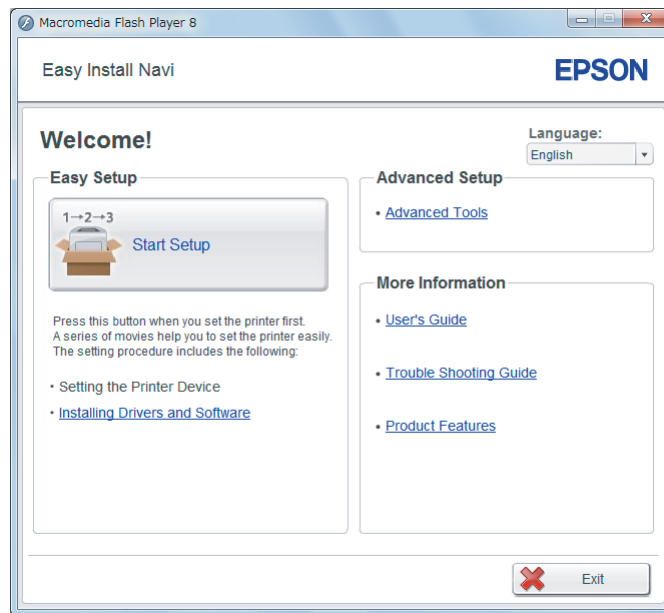 Macromedia Flash Player 8
Easy Install Navi
EPSON
Welcome!
Language:
English
Easy Setup
1→2→3
Start Setup
Press this button when you set the printer first.
A series of movies help you to set the printer easily.
The setting procedure includes the following:
・Setting the Printer Device
・Installing Drivers and Software
Advanced Setup
• Advanced Tools
More Information
• User's Guide
• Trouble Shooting Guide
• Product Features
Exit